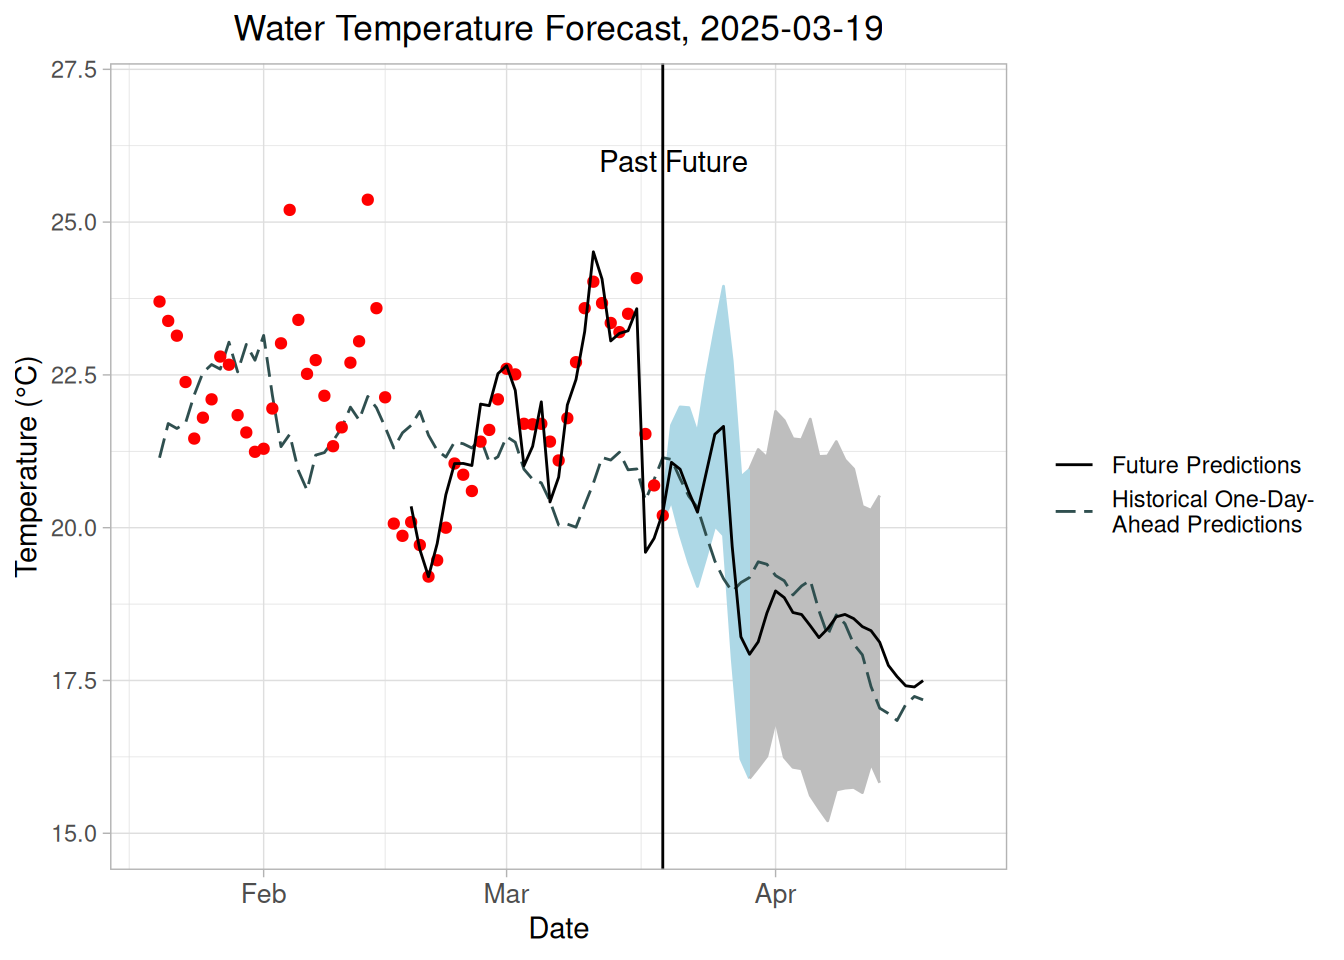 Water Temperature Forecast, 2025-03-19
27.5
25.0
22.5
20.0
17.5
15.0
Temperature (°C)
Past Future
Feb Mar Apr
Date
Future Predictions
Historical One-Day-
Ahead Predictions